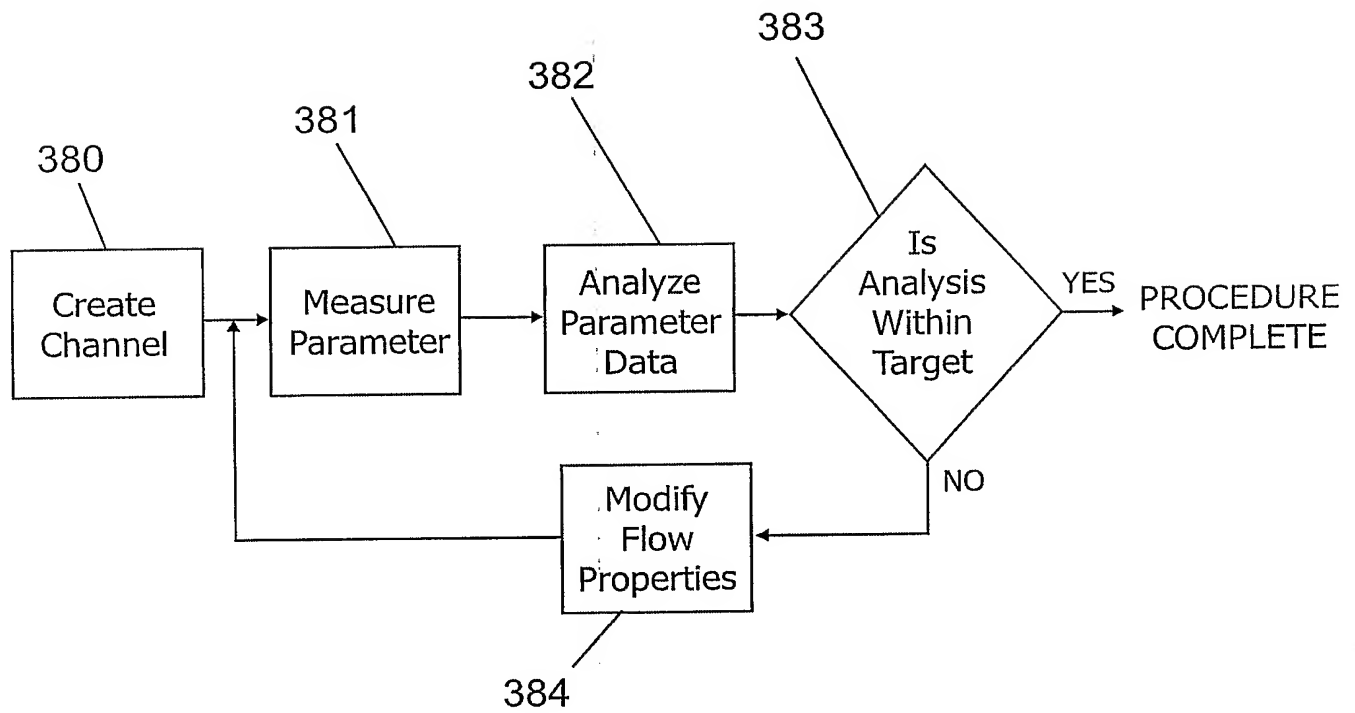 383
382
381
380
Create
Channel
Measure
Parameter
Analyze
Parameter
Data
Is
Analysis
Within
Target
YES
PROCEDURE
COMPLETE
NO
Modify
Flow
Properties
384